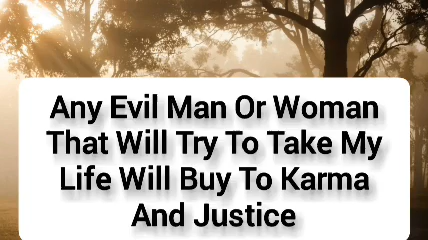 Any Evil Man Or Woman
That Will Try To Take My
Life Will Buy To Karma
And Justice